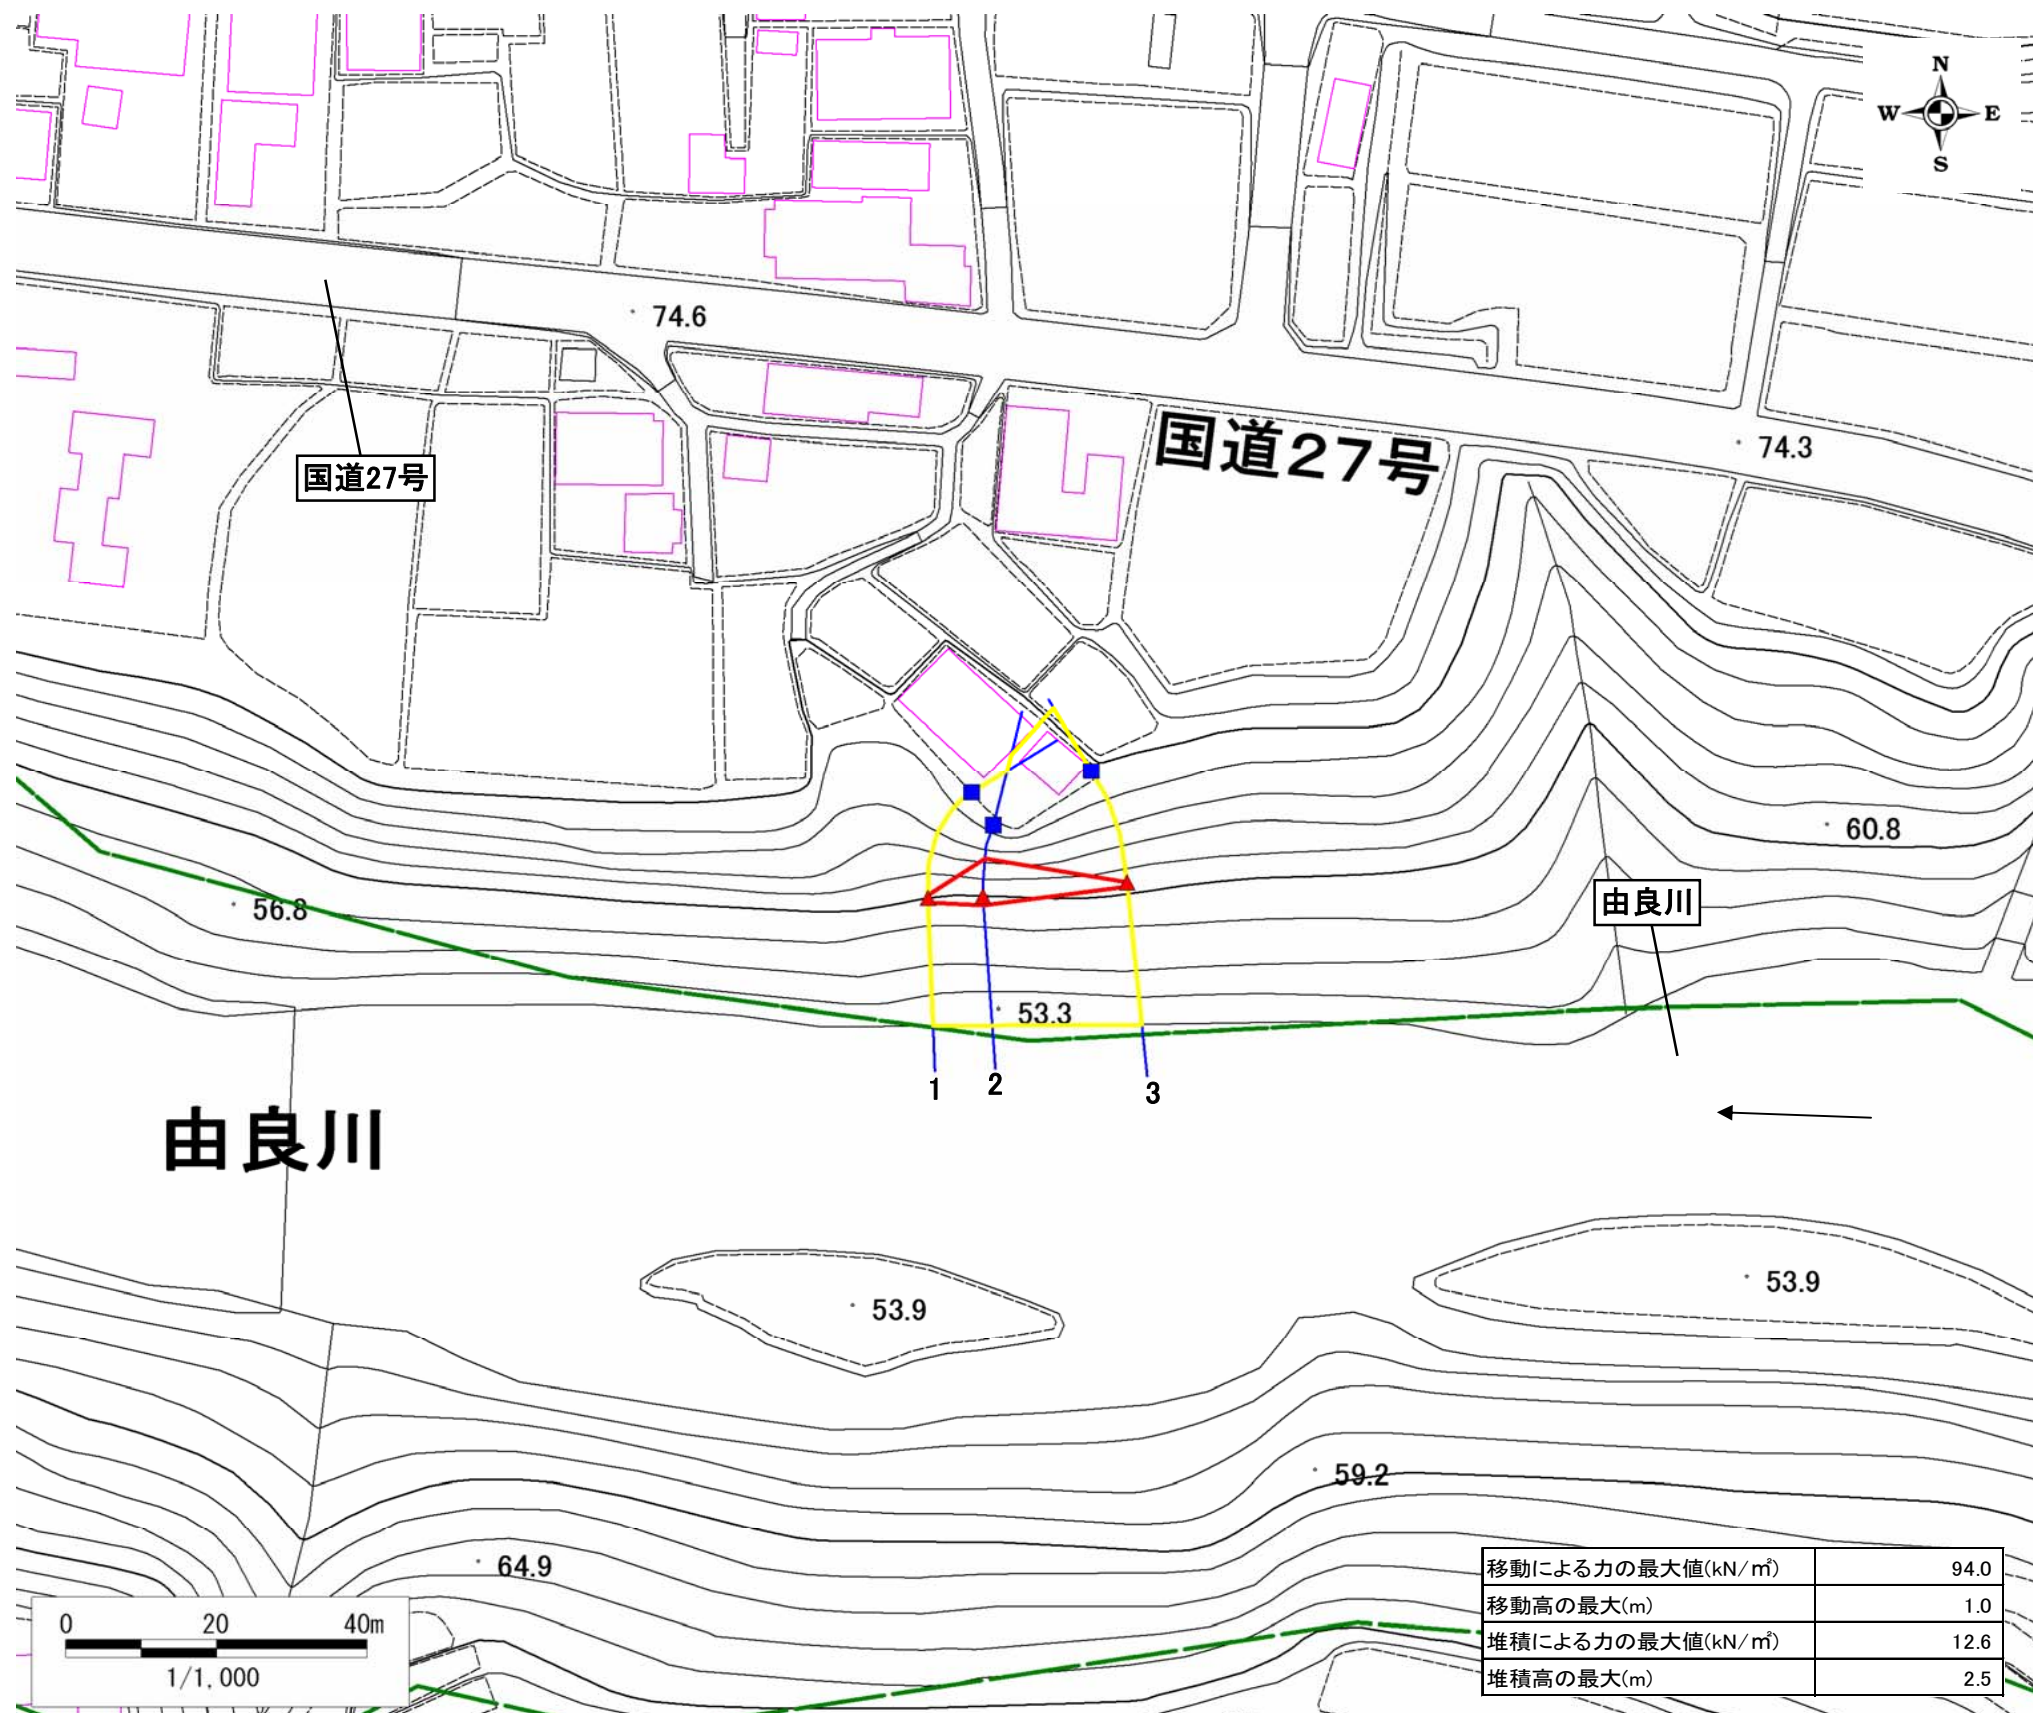 N
W E
S
74.6
国道27号
国道27号
74.3
60.8
56.8
由良川
53.3
1
2
3
由良川
53.9
53.9
59.2
64.9
0 20 40m
1/1,000
移動による力の最大値(kN/㎡) 94.0
移動高の最大(m) 1.0
堆積による力の最大値(kN/㎡) 12.6
堆積高の最大(m) 2.5